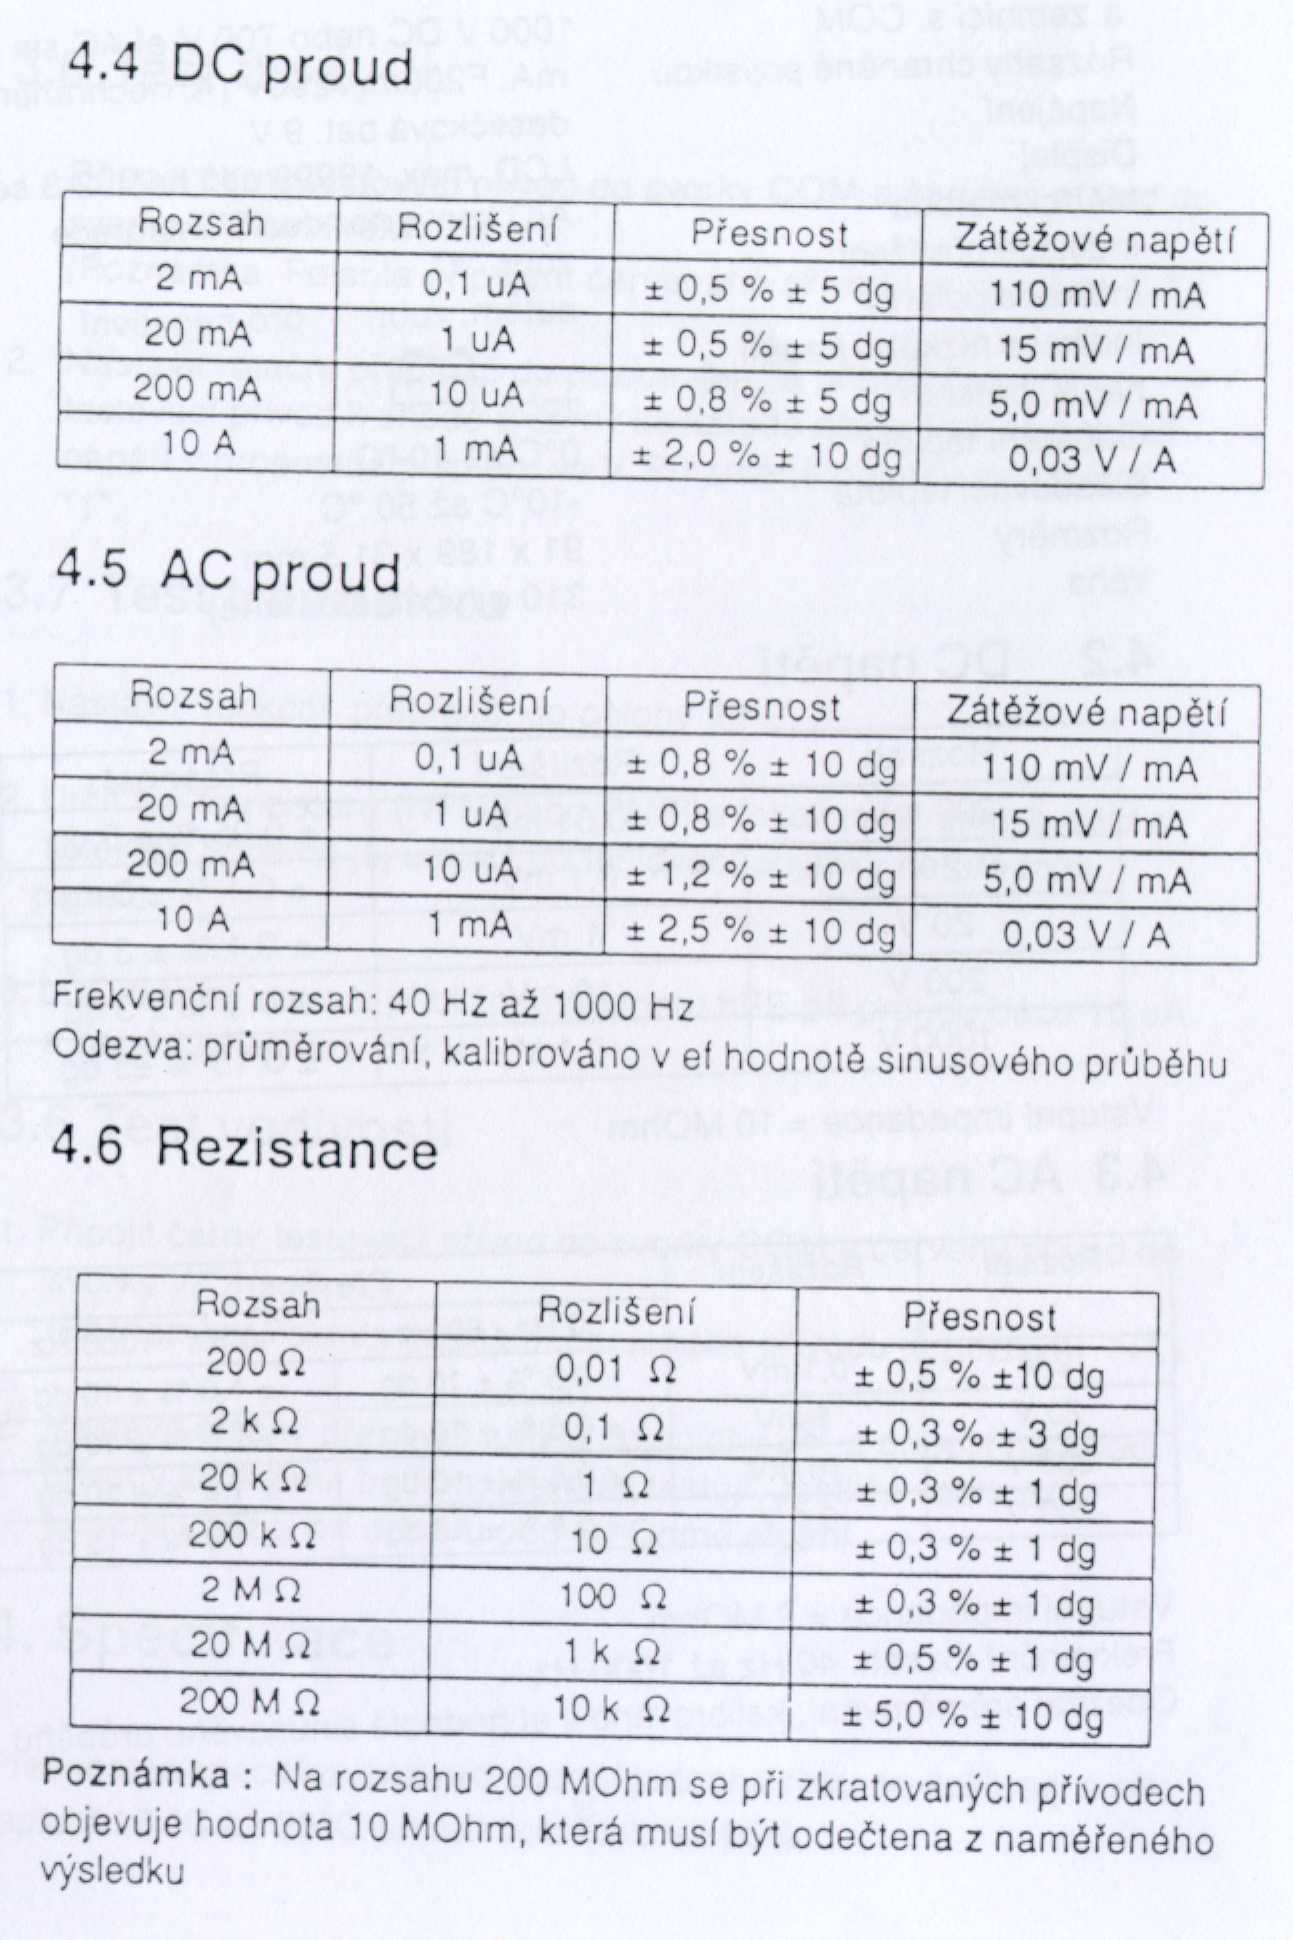 4.4 DC proud
Rozsah Rozlišení Přesnost Zátěžové napětí
2 mA 0,1 uA ± 0,5 % ± 5 dg 110 mV / mA
20 mA 1 uA ± 0,5 % ± 5 dg 15 mV / mA
200 mA 10 uA ± 0,8 % ± 5 dg 5,0 mV / mA
10 A 1 mA ± 2,0 % ± 10 dg 0,03 V / A
4.5 AC proud
Rozsah Rozlišení Přesnost Zátěžové napětí
2 mA 0,1 uA ± 0,8 % ± 10 dg 110 mV / mA
20 mA 1 uA ± 0,8 % ± 10 dg 15 mV / mA
200 mA 10 uA ± 1,2 % ± 10 dg 5,0 mV / mA
10 A 1 mA ± 2,5 % ± 10 dg 0,03 V / A
Frekvenční rozsah: 40 Hz až 1000 Hz
Odezva: průměrování, kalibrováno v ef hodnotě sinusového průběhu
4.6 Rezistance
Rozsah Rozlišení Přesnost
200 Ω 0,01 Ω ± 0,5 % ±10 dg
2 k Ω 0,1 Ω ± 0,3 % ± 3 dg
20 k Ω 1 Ω ± 0,3 % ± 1 dg
200 k Ω 10 Ω ± 0,3 % ± 1 dg
2 M Ω 100 Ω ± 0,3 % ± 1 dg
20 M Ω 1 k Ω ± 0,5 % ± 1 dg
200 M Ω 10 k Ω ± 5,0 % ± 10 dg
Poznámka : Na rozsahu 200 MOhm se při zkratovaných přívodech
objevuje hodnota 10 MOhm, která musí být odečtena z naměřeného
výsledku